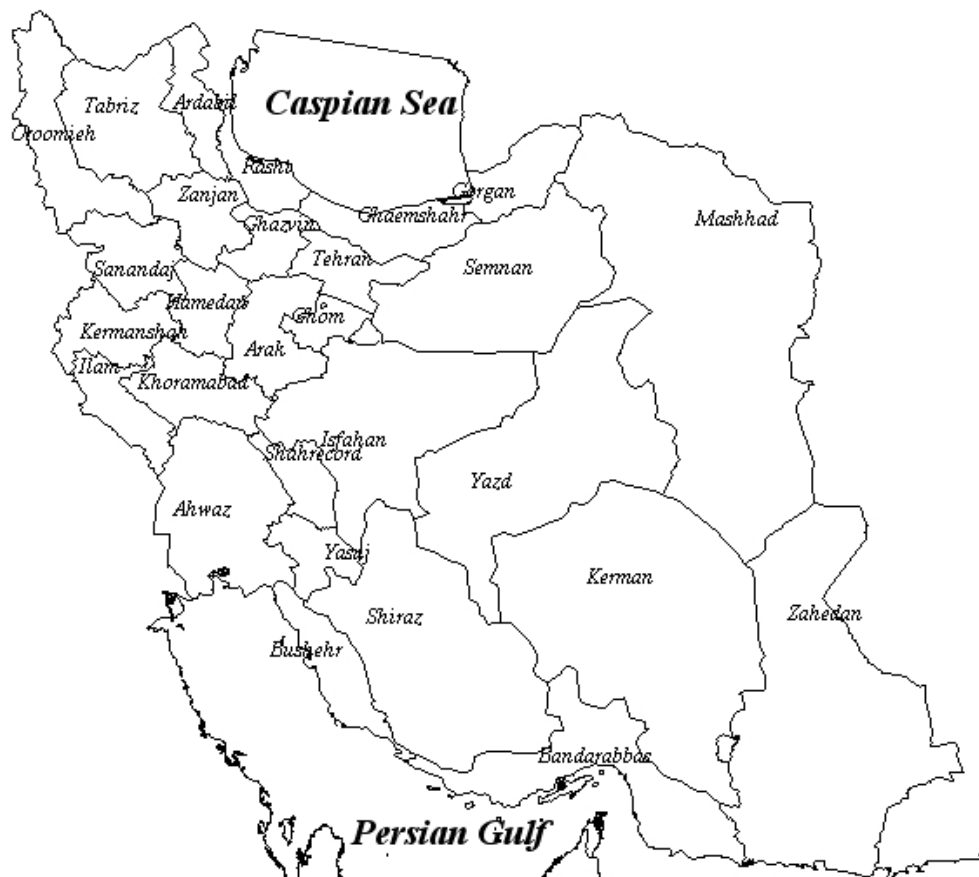 Caspian Sea
Tabriz
Ardabil
Oroomieh
Rasht
Zanjan
Gorgan
Ghaemshahr
Mashhad
Ghazvin
Tehran
Semnan
Sanandaj
Hamedan
Ghom
Kermanshah
Arak
Ilam
Khoramabad
Isfahan
Shahrecord
Yazd
Ahwaz
Yasuj
Kerman
Shiraz
Zahedan
Bushehr
Bandarabbas
Persian Gulf